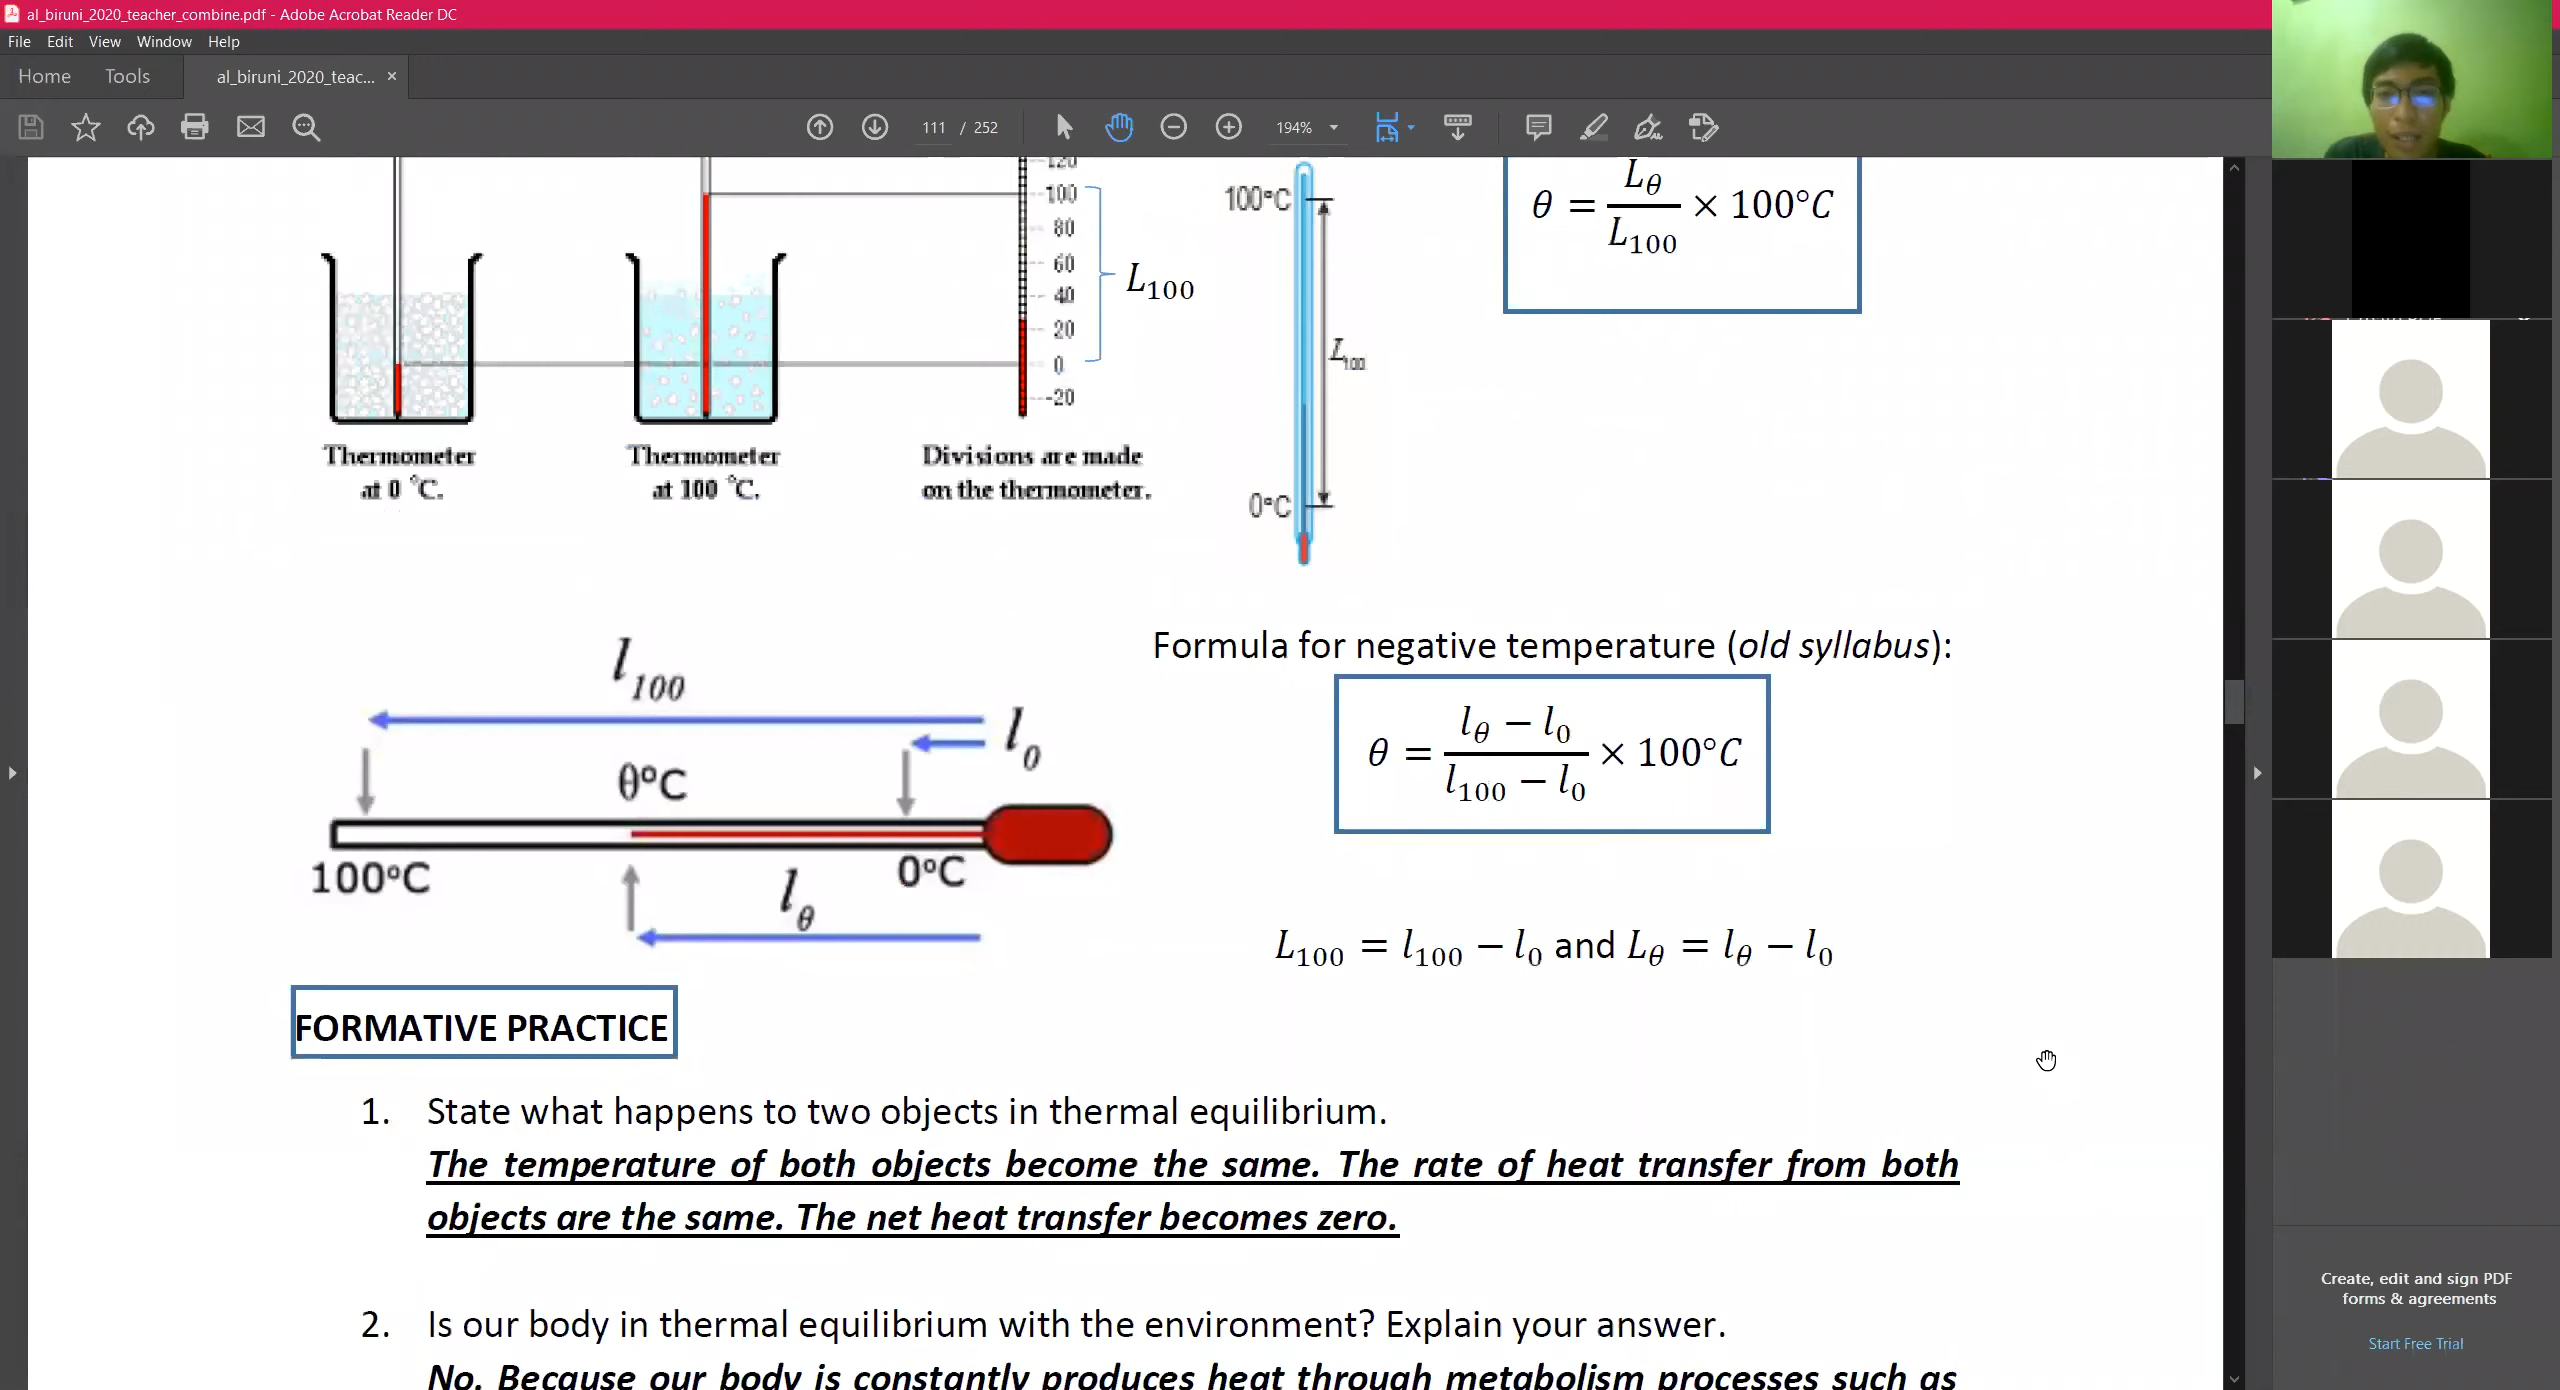 al_biruni_2020_teacher_combine.pdf - Adobe Acrobat Reader DC
File Edit View Window Help
Home Tools al_biruni_2020_teac... ×
111 / 252 194%
120
100
80
60
40
20
0
-20
L₁₀₀
100°C
L₁₀₀
0°C
θ = Lθ/L₁₀₀ × 100°C
Thermometer
at 0 °C.
Thermometer
at 100 °C.
Divisions are made
on the thermometer.
l₁₀₀
l₀
θ°C
100°C
0°C
lθ
Formula for negative temperature (old syllabus):
θ = (lθ − l₀)/(l₁₀₀ − l₀) × 100°C
L₁₀₀ = l₁₀₀ − l₀ and Lθ = lθ − l₀
FORMATIVE PRACTICE
1. State what happens to two objects in thermal equilibrium.
The temperature of both objects become the same. The rate of heat transfer from both
objects are the same. The net heat transfer becomes zero.
2. Is our body in thermal equilibrium with the environment? Explain your answer.
No. Because our body is constantly produces heat through metabolism processes such as
Create, edit and sign PDF
forms & agreements
Start Free Trial